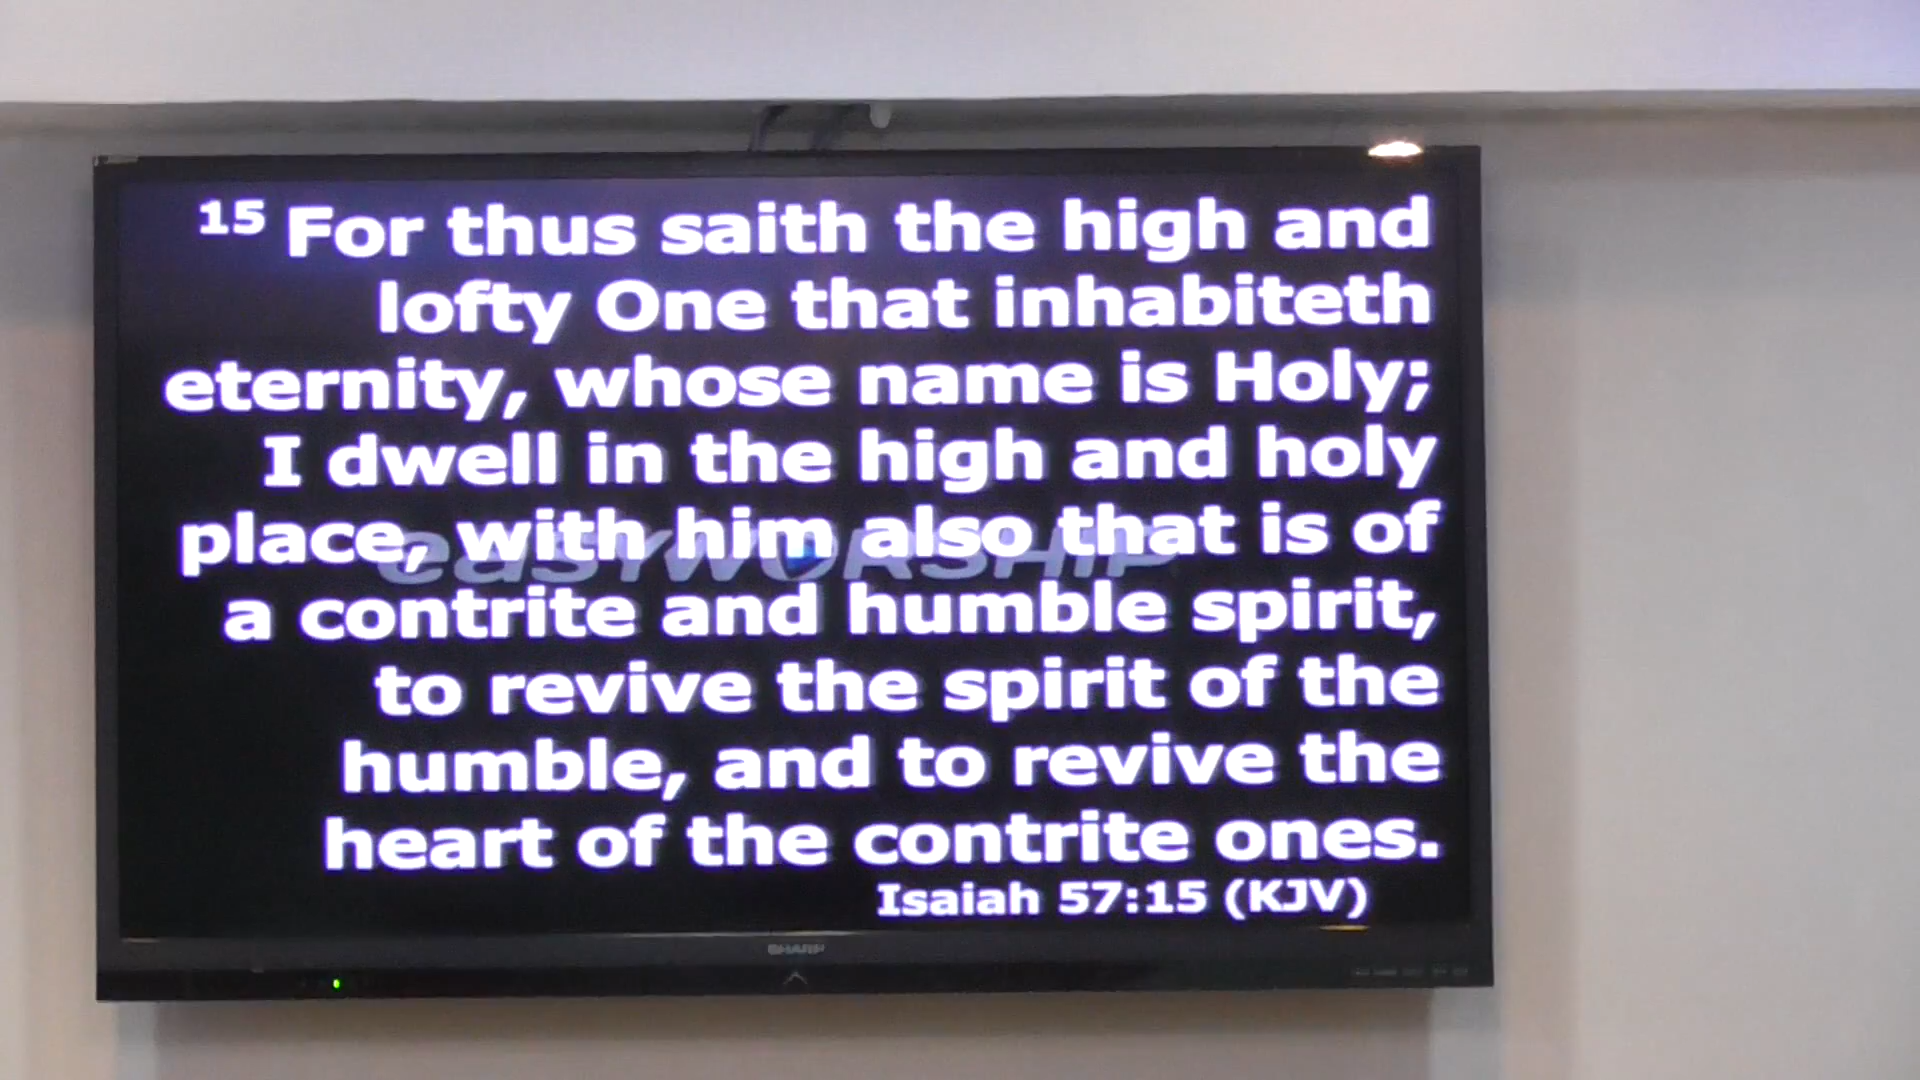 15 For thus saith the high and
lofty One that inhabiteth
eternity, whose name is Holy;
I dwell in the high and holy
place, with him also that is of
easyWORSHIP
a contrite and humble spirit,
to revive the spirit of the
humble, and to revive the
heart of the contrite ones.
Isaiah 57:15 (KJV)
SHARP